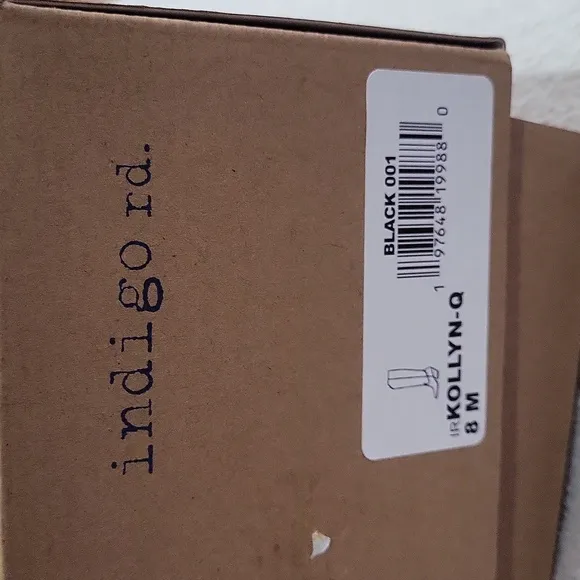 indigo rd.
BLACK 001
1 97648 19988 0
IRKOLLYN-Q
8 M